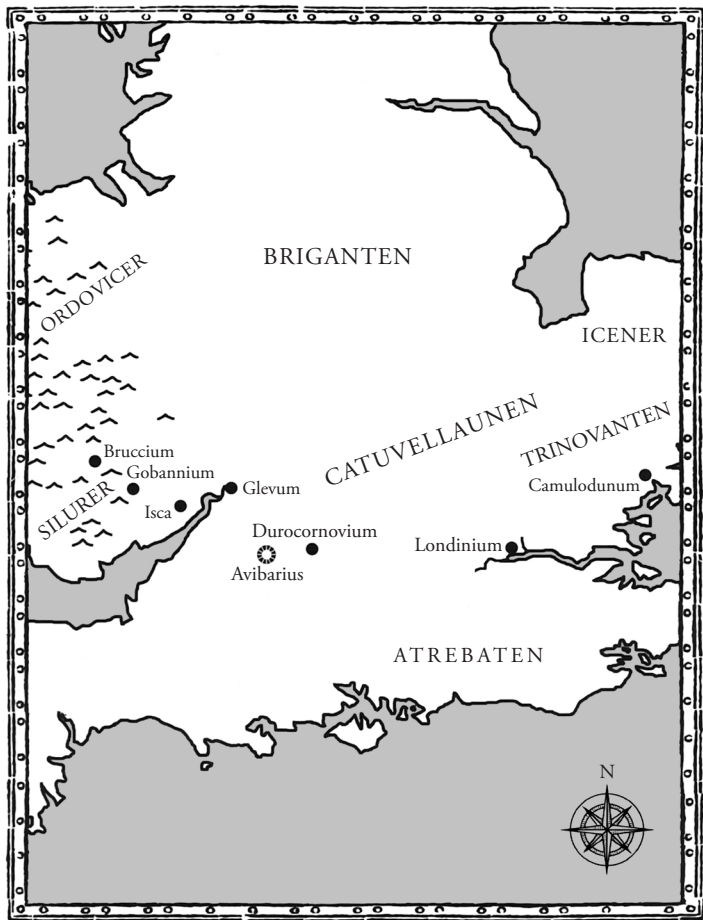 BRIGANTEN
ORDOVICER
ICENER
CATUVELLAUNEN
TRINOVANTEN
Bruccium
Gobannium
Glevum
Camulodunum
SILURER
Isca
Durocornovium
Londinium
Avibarius
ATREBATEN
N